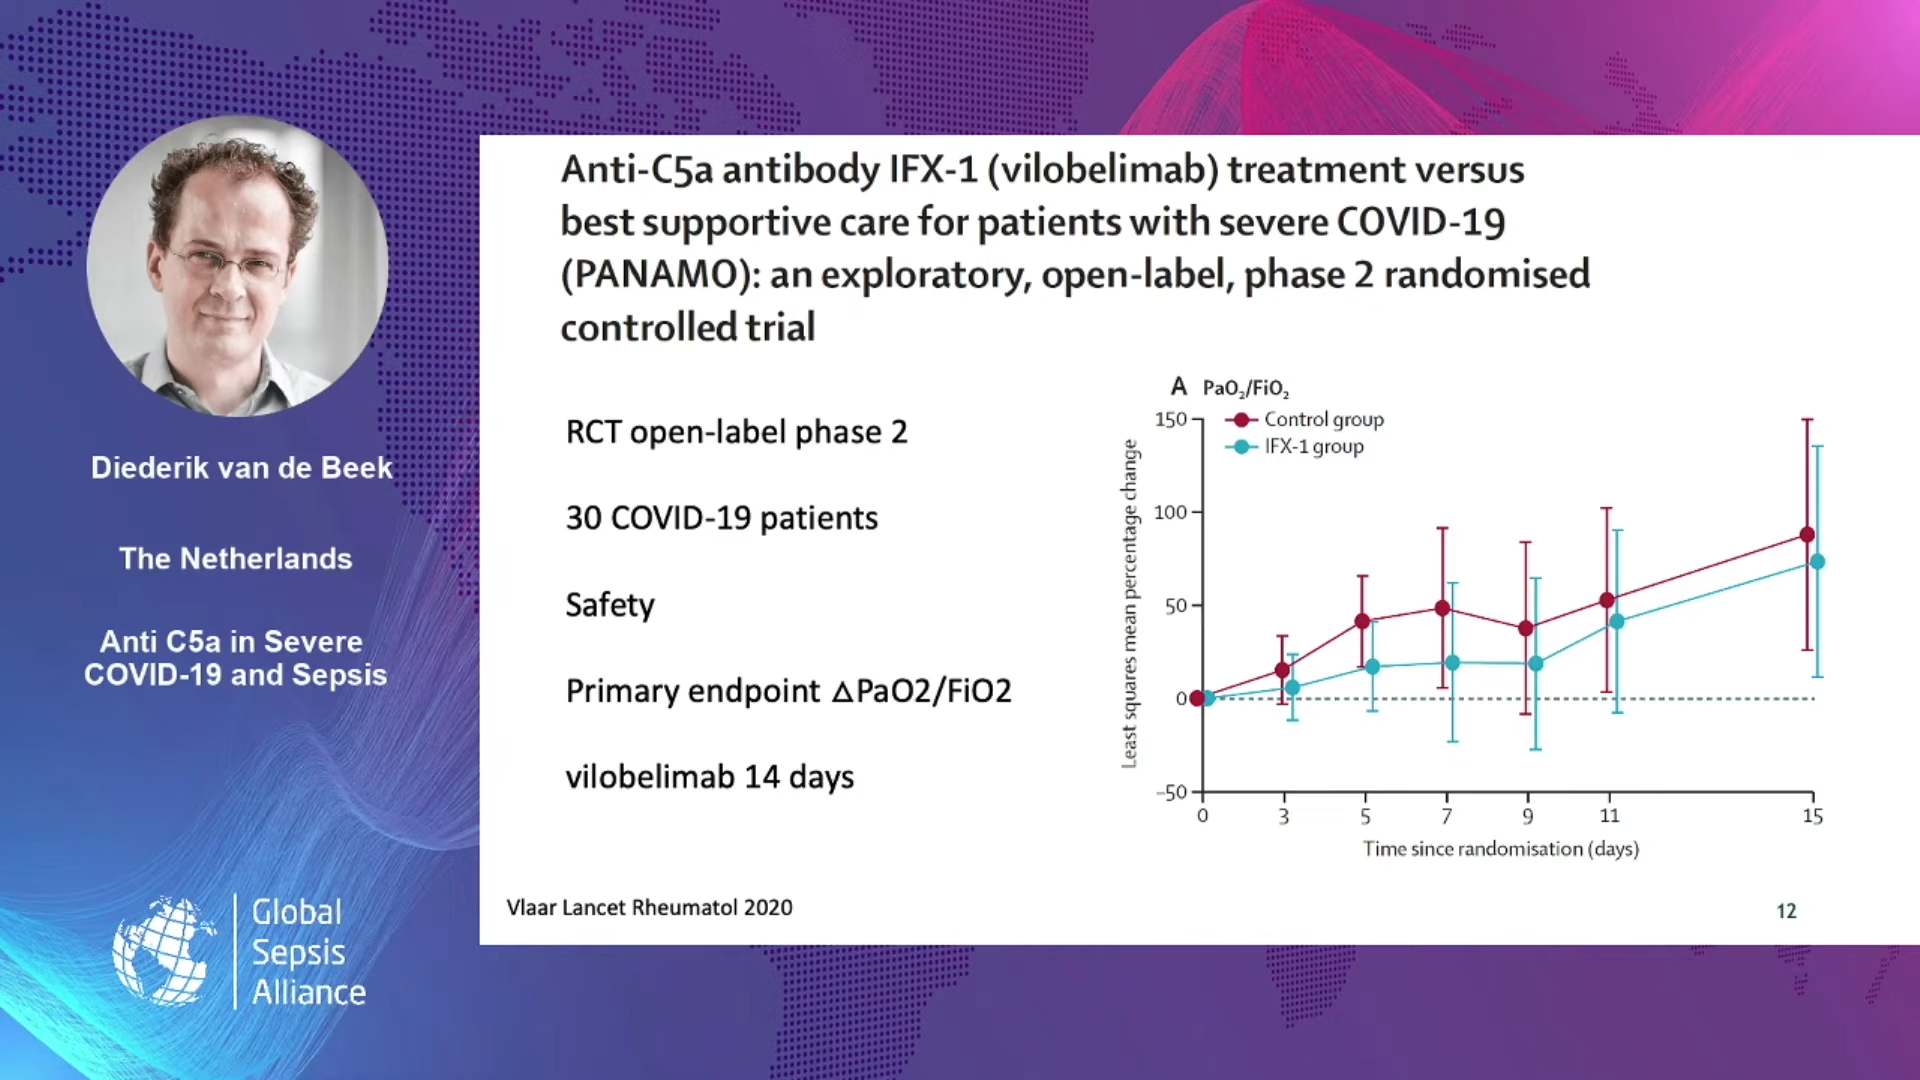 Diederik van de Beek
The Netherlands
Anti C5a in Severe
COVID-19 and Sepsis
Global
Sepsis
Alliance
Anti-C5a antibody IFX-1 (vilobelimab) treatment versus
best supportive care for patients with severe COVID-19
(PANAMO): an exploratory, open-label, phase 2 randomised
controlled trial
RCT open-label phase 2
30 COVID-19 patients
Safety
Primary endpoint △PaO2/FiO2
vilobelimab 14 days
A PaO₂/FiO₂
Control group
IFX-1 group
Least squares mean percentage change
150
100
50
0
–50
0 3 5 7 9 11 15
Time since randomisation (days)
Vlaar Lancet Rheumatol 2020
12